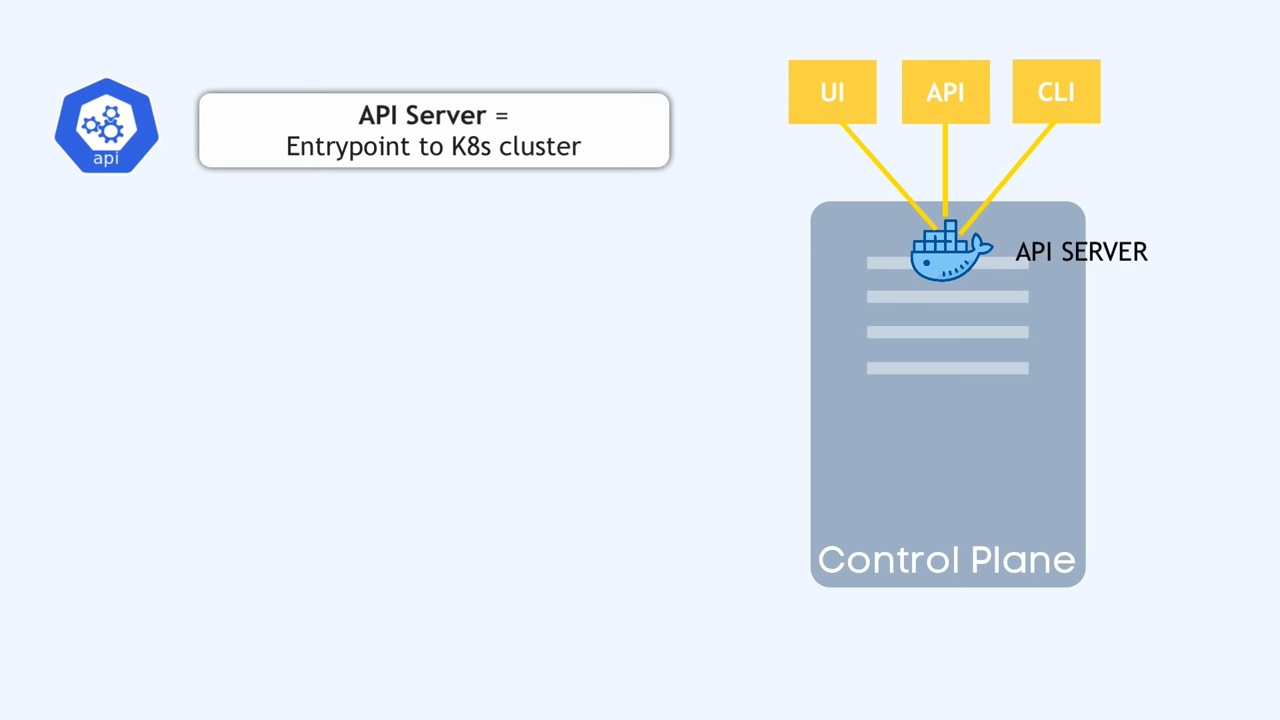 api
API Server =
Entrypoint to K8s cluster
UI
API
CLI
API SERVER
Control Plane